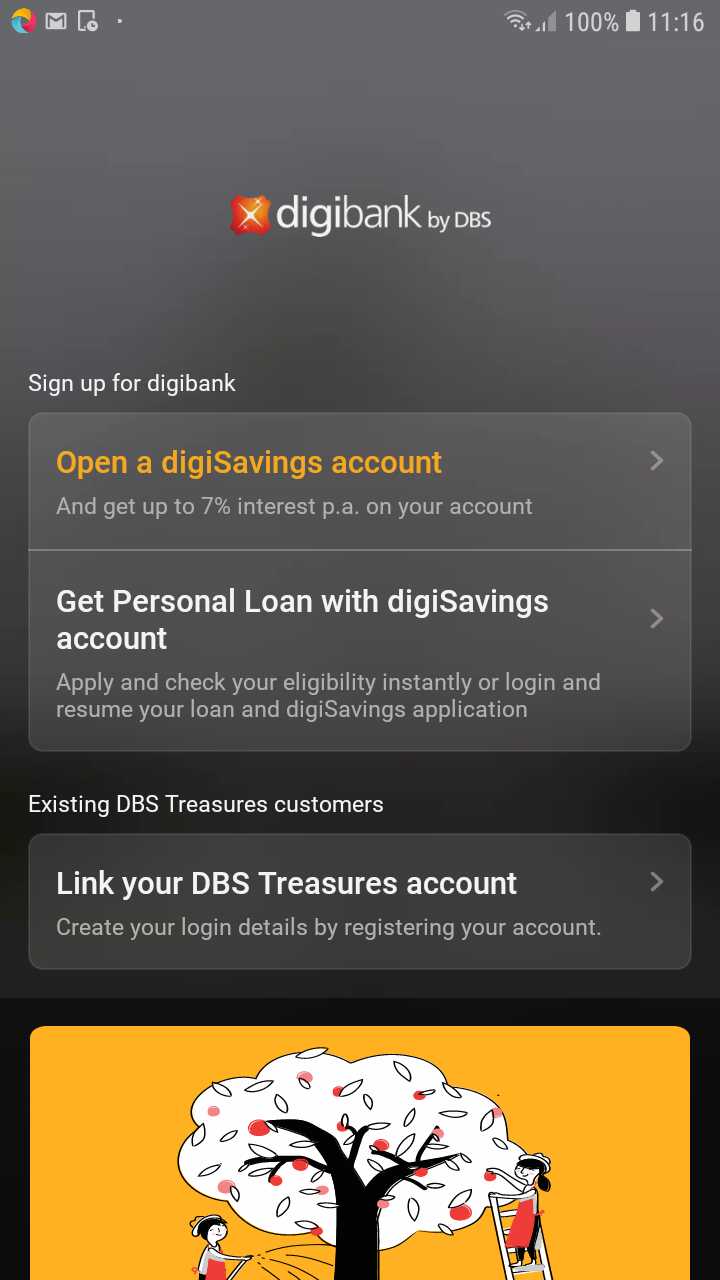 100% 11:16
digibank by DBS
Sign up for digibank
Open a digiSavings account
And get up to 7% interest p.a. on your account
Get Personal Loan with digiSavings
account
Apply and check your eligibility instantly or login and
resume your loan and digiSavings application
Existing DBS Treasures customers
Link your DBS Treasures account
Create your login details by registering your account.